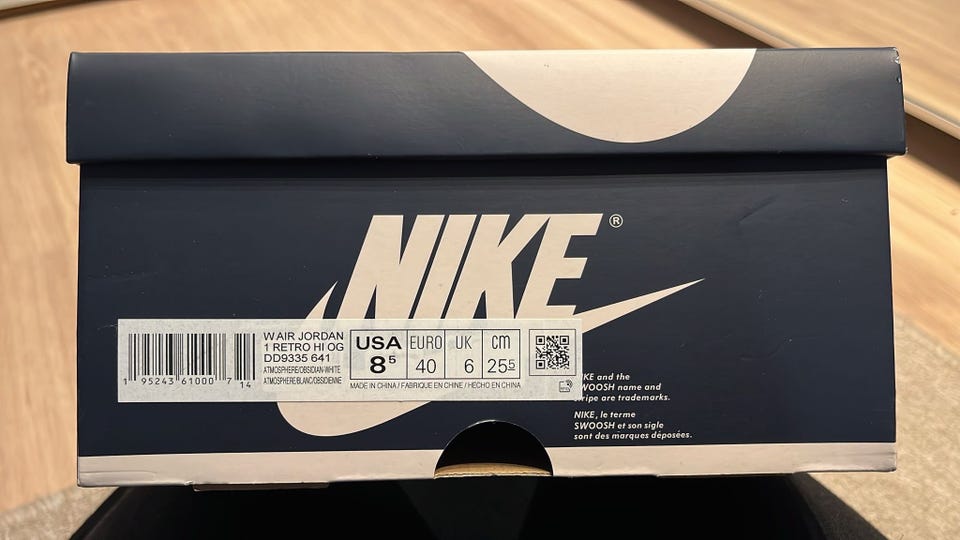 NIKE®
W AIR JORDAN
1 RETRO HI OG
DD9335 641
ATMOSPHERE/OBSIDIAN-WHITE
ATMOSPHERE/BLANC/OBSIDIENNE
1 95243 61000 7 14
USA EURO UK cm
8⁵ 40 6 25⁵
MADE IN CHINA / FABRIQUE EN CHINE / HECHO EN CHINA
KE and the
WOOSH name and
ripe are trademarks.
NIKE, le terme
SWOOSH et son sigle
sont des marques déposées.